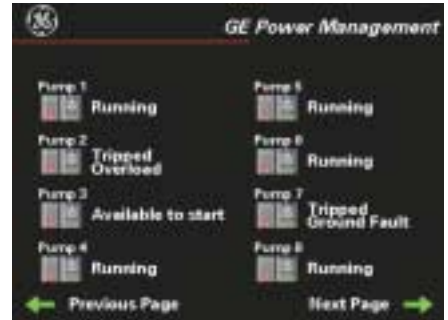 GE Power Management
Pump 1
Running
Pump 2
Tripped
Overload
Pump 3
Available to start
Pump 4
Running
Pump 5
Running
Pump 6
Running
Pump 7
Tripped
Ground Fault
Pump 8
Running
Previous Page
Next Page